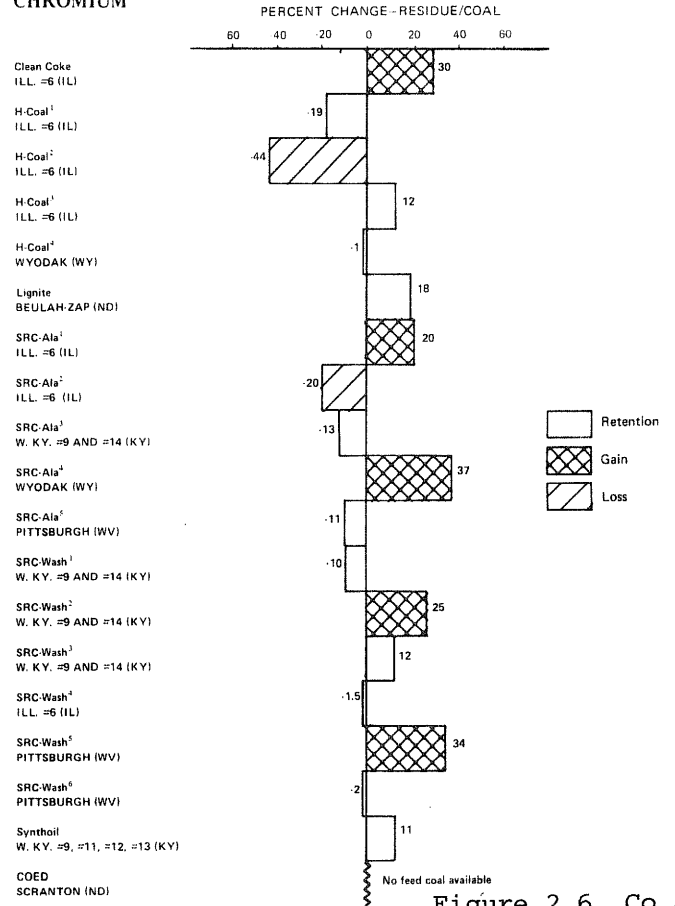 CHROMIUM
PERCENT CHANGE--RESIDUE/COAL
60 40 -20 0 20 40 60
Clean Coke
ILL. =6 (IL)
30
H-Coal¹
ILL. =6 (IL)
-19
H-Coal²
ILL. =6 (IL)
-44
H-Coal³
ILL. =6 (IL)
12
H-Coal⁴
WYODAK (WY)
-1
Lignite
BEULAH-ZAP (ND)
18
SRC-Ala¹
ILL. =6 (IL)
20
SRC-Ala²
ILL. =6 (IL)
-20
SRC-Ala³
W. KY. =9 AND =14 (KY)
-13
SRC-Ala⁴
WYODAK (WY)
37
SRC-Ala⁵
PITTSBURGH (WV)
-11
SRC-Wash¹
W. KY. =9 AND =14 (KY)
-10
SRC-Wash²
W. KY. =9 AND =14 (KY)
25
SRC-Wash³
W. KY. =9 AND =14 (KY)
12
SRC-Wash⁴
ILL. =6 (IL)
-1.5
SRC-Wash⁵
PITTSBURGH (WV)
34
SRC-Wash⁶
PITTSBURGH (WV)
-2
Synthoil
W. KY. =9, =11, =12, =13 (KY)
11
COED
SCRANTON (ND)
No feed coal available
Retention
Gain
Loss
Figure 2.6. Co